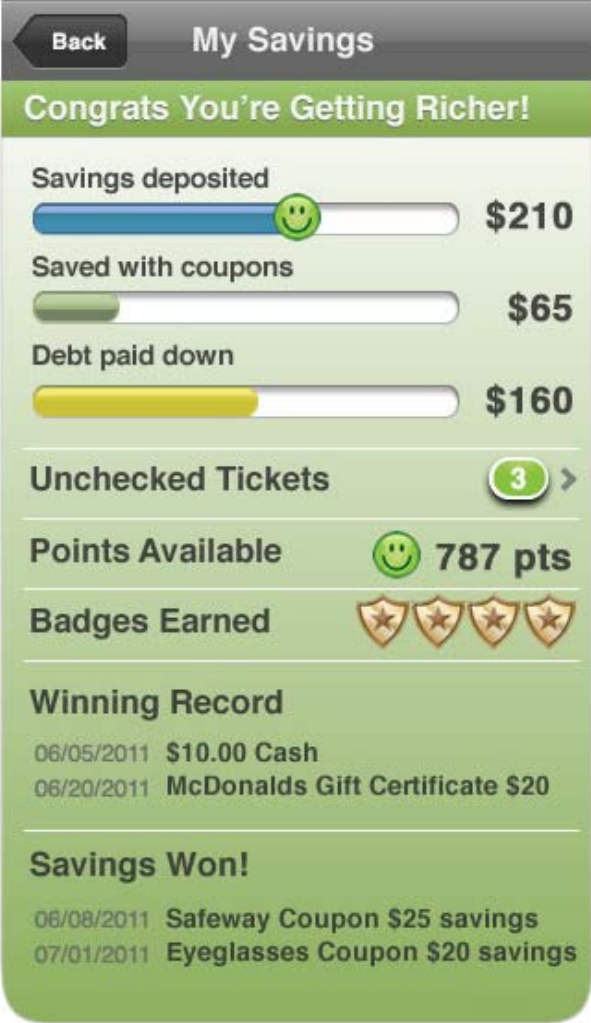 Back
My Savings
Congrats You're Getting Richer!
Savings deposited
$210
Saved with coupons
$65
Debt paid down
$160
Unchecked Tickets 3
Points Available 787 pts
Badges Earned
Winning Record
06/05/2011 $10.00 Cash
06/20/2011 McDonalds Gift Certificate $20
Savings Won!
06/08/2011 Safeway Coupon $25 savings
07/01/2011 Eyeglasses Coupon $20 savings